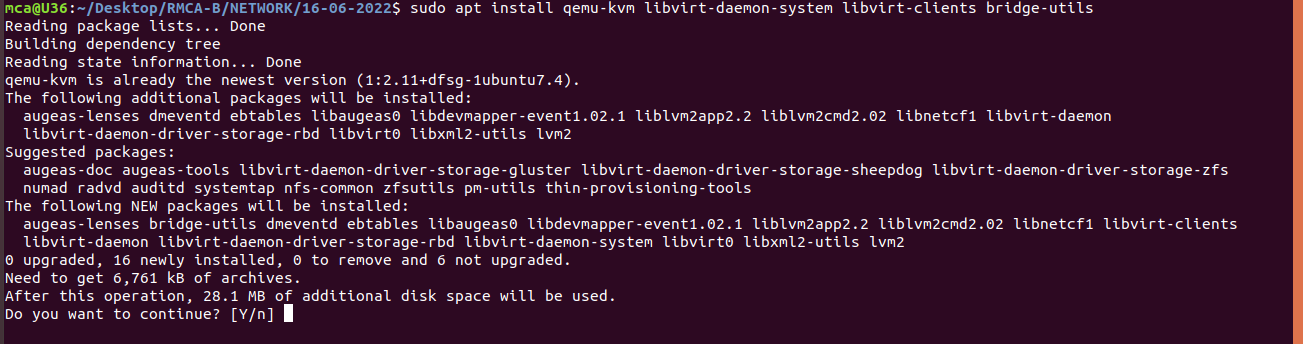 mca@U36:~/Desktop/RMCA-B/NETWORK/16-06-2022$ sudo apt install qemu-kvm libvirt-daemon-system libvirt-clients bridge-utils
Reading package lists... Done
Building dependency tree
Reading state information... Done
qemu-kvm is already the newest version (1:2.11+dfsg-1ubuntu7.4).
The following additional packages will be installed:
  augeas-lenses dmeventd ebtables libaugeas0 libdevmapper-event1.02.1 liblvm2app2.2 liblvm2cmd2.02 libnetcf1 libvirt-daemon
  libvirt-daemon-driver-storage-rbd libvirt0 libxml2-utils lvm2
Suggested packages:
  augeas-doc augeas-tools libvirt-daemon-driver-storage-gluster libvirt-daemon-driver-storage-sheepdog libvirt-daemon-driver-storage-zfs
  numad radvd auditd systemtap nfs-common zfsutils pm-utils thin-provisioning-tools
The following NEW packages will be installed:
  augeas-lenses bridge-utils dmeventd ebtables libaugeas0 libdevmapper-event1.02.1 liblvm2app2.2 liblvm2cmd2.02 libnetcf1 libvirt-clients
  libvirt-daemon libvirt-daemon-driver-storage-rbd libvirt-daemon-system libvirt0 libxml2-utils lvm2
0 upgraded, 16 newly installed, 0 to remove and 6 not upgraded.
Need to get 6,761 kB of archives.
After this operation, 28.1 MB of additional disk space will be used.
Do you want to continue? [Y/n]